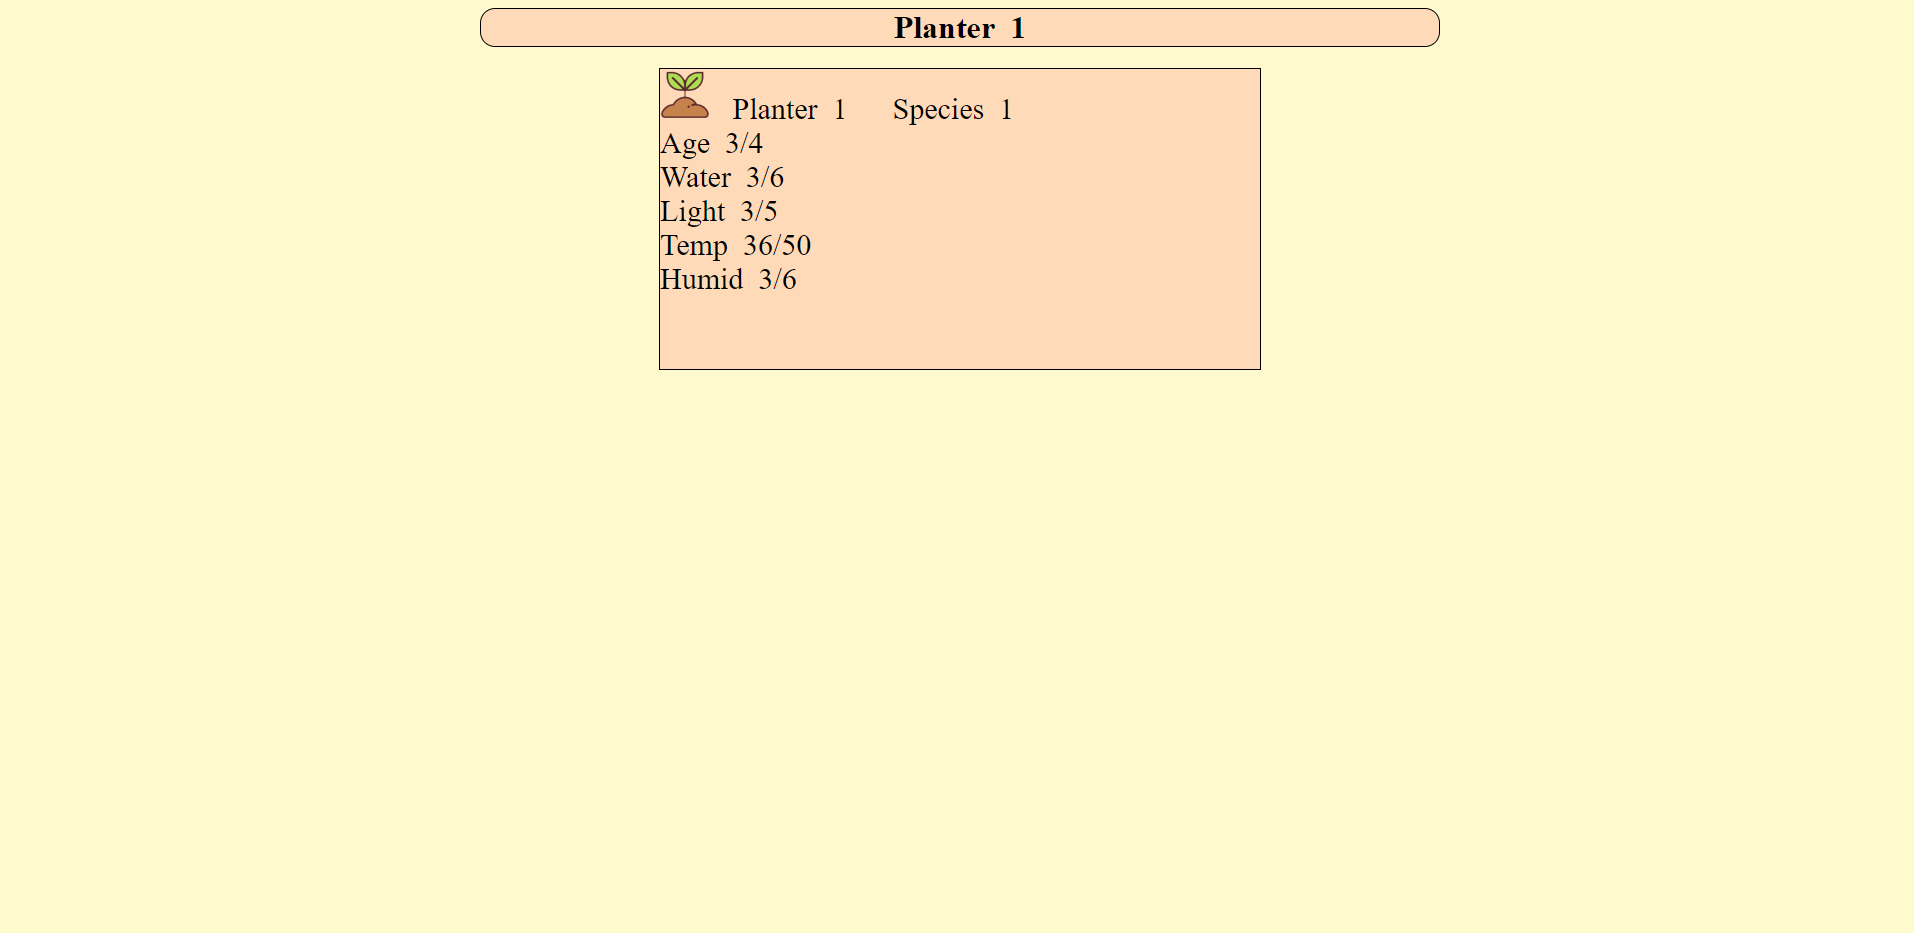 Planter 1
Planter 1 Species 1
Age 3/4
Water 3/6
Light 3/5
Temp 36/50
Humid 3/6